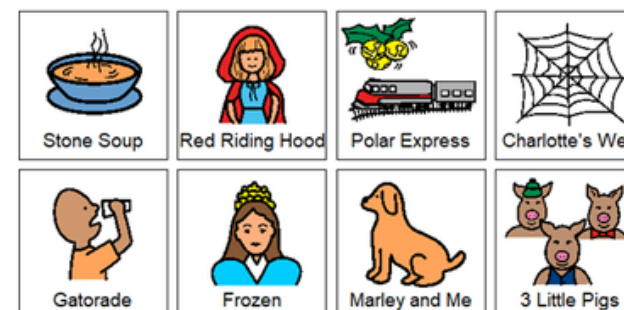 Stone Soup
Red Riding Hood
Polar Express
Charlotte's We
Gatorade
Frozen
Marley and Me
3 Little Pigs